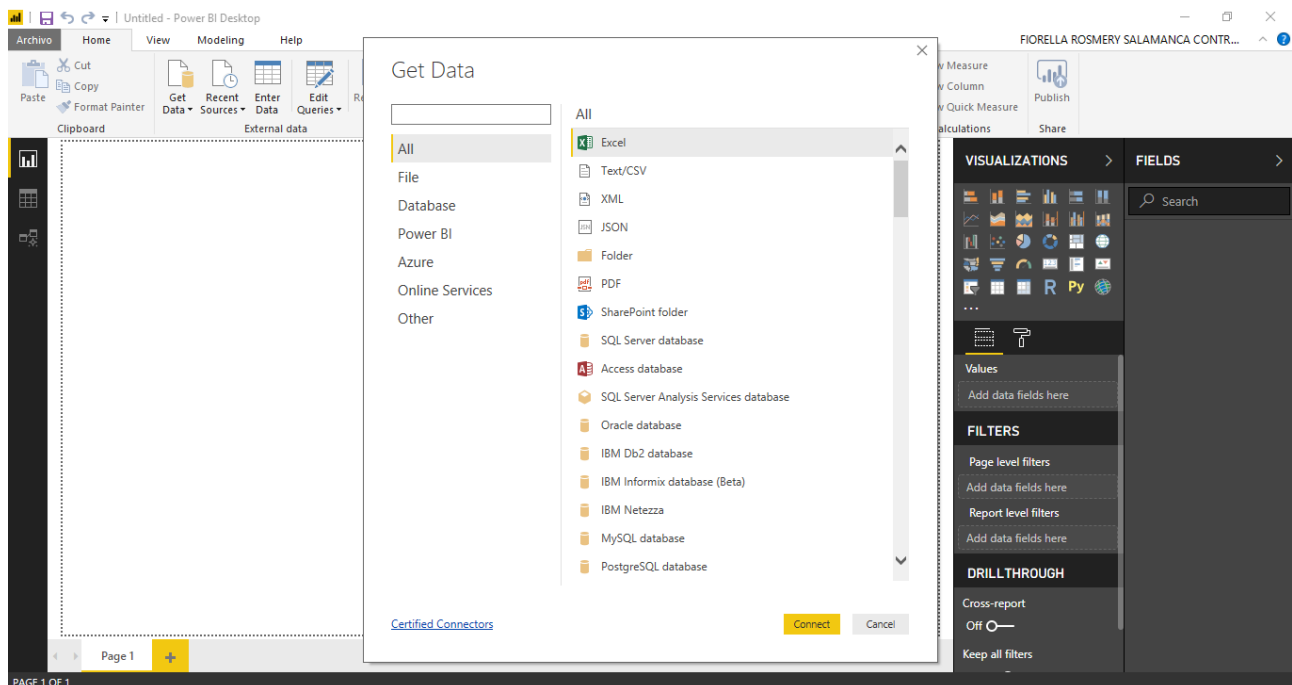 Untitled - Power BI Desktop
Archivo Home View Modeling Help FIORELLA ROSMERY SALAMANCA CONTR...
Paste
Cut
Copy
Format Painter
Clipboard
Get Data
Recent Sources
Enter Data
Edit Queries
External data
Measure
Column
Quick Measure
Publish
Share
Get Data
All
File
Database
Power BI
Azure
Online Services
Other
All
Excel
Text/CSV
XML
JSON
Folder
PDF
SharePoint folder
SQL Server database
Access database
SQL Server Analysis Services database
Oracle database
IBM Db2 database
IBM Informix database (Beta)
IBM Netezza
MySQL database
PostgreSQL database
Certified Connectors
Connect Cancel
VISUALIZATIONS
R Py
...
Values
Add data fields here
FILTERS
Page level filters
Add data fields here
Report level filters
Add data fields here
DRILLTHROUGH
Cross-report
Off
Keep all filters
FIELDS
Search
Page 1
PAGE 1 OF 1